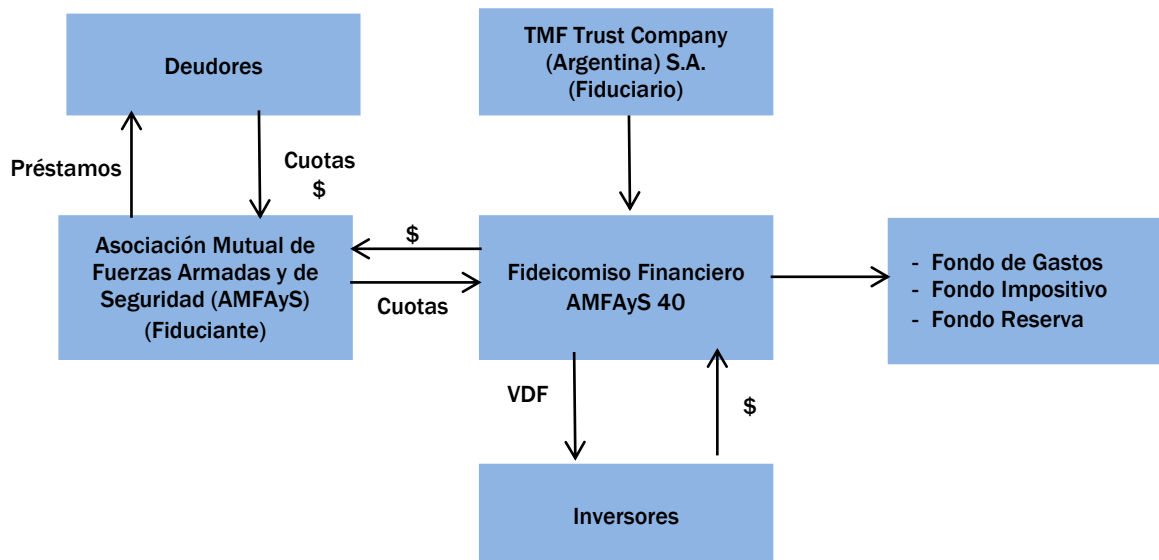 Deudores
TMF Trust Company
(Argentina) S.A.
(Fiduciario)
Préstamos
Cuotas
$
Asociación Mutual de
Fuerzas Armadas y de
Seguridad (AMFAyS)
(Fiduciante)
$
Cuotas
Fideicomiso Financiero
AMFAyS 40
- Fondo de Gastos
- Fondo Impositivo
- Fondo Reserva
VDF
$
Inversores